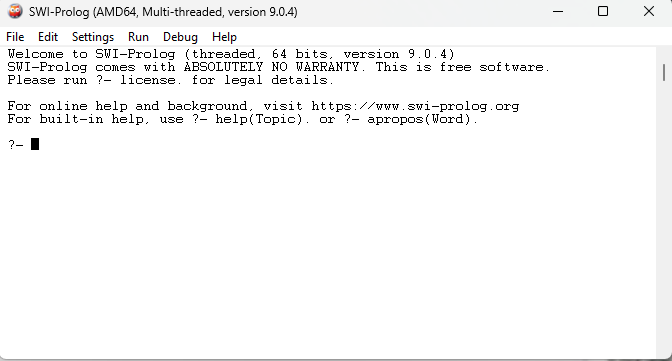 SWI-Prolog (AMD64, Multi-threaded, version 9.0.4)
File Edit Settings Run Debug Help
Welcome to SWI-Prolog (threaded, 64 bits, version 9.0.4)
SWI-Prolog comes with ABSOLUTELY NO WARRANTY. This is free software.
Please run ?- license. for legal details.
For online help and background, visit https://www.swi-prolog.org
For built-in help, use ?- help(Topic). or ?- apropos(Word).
?-